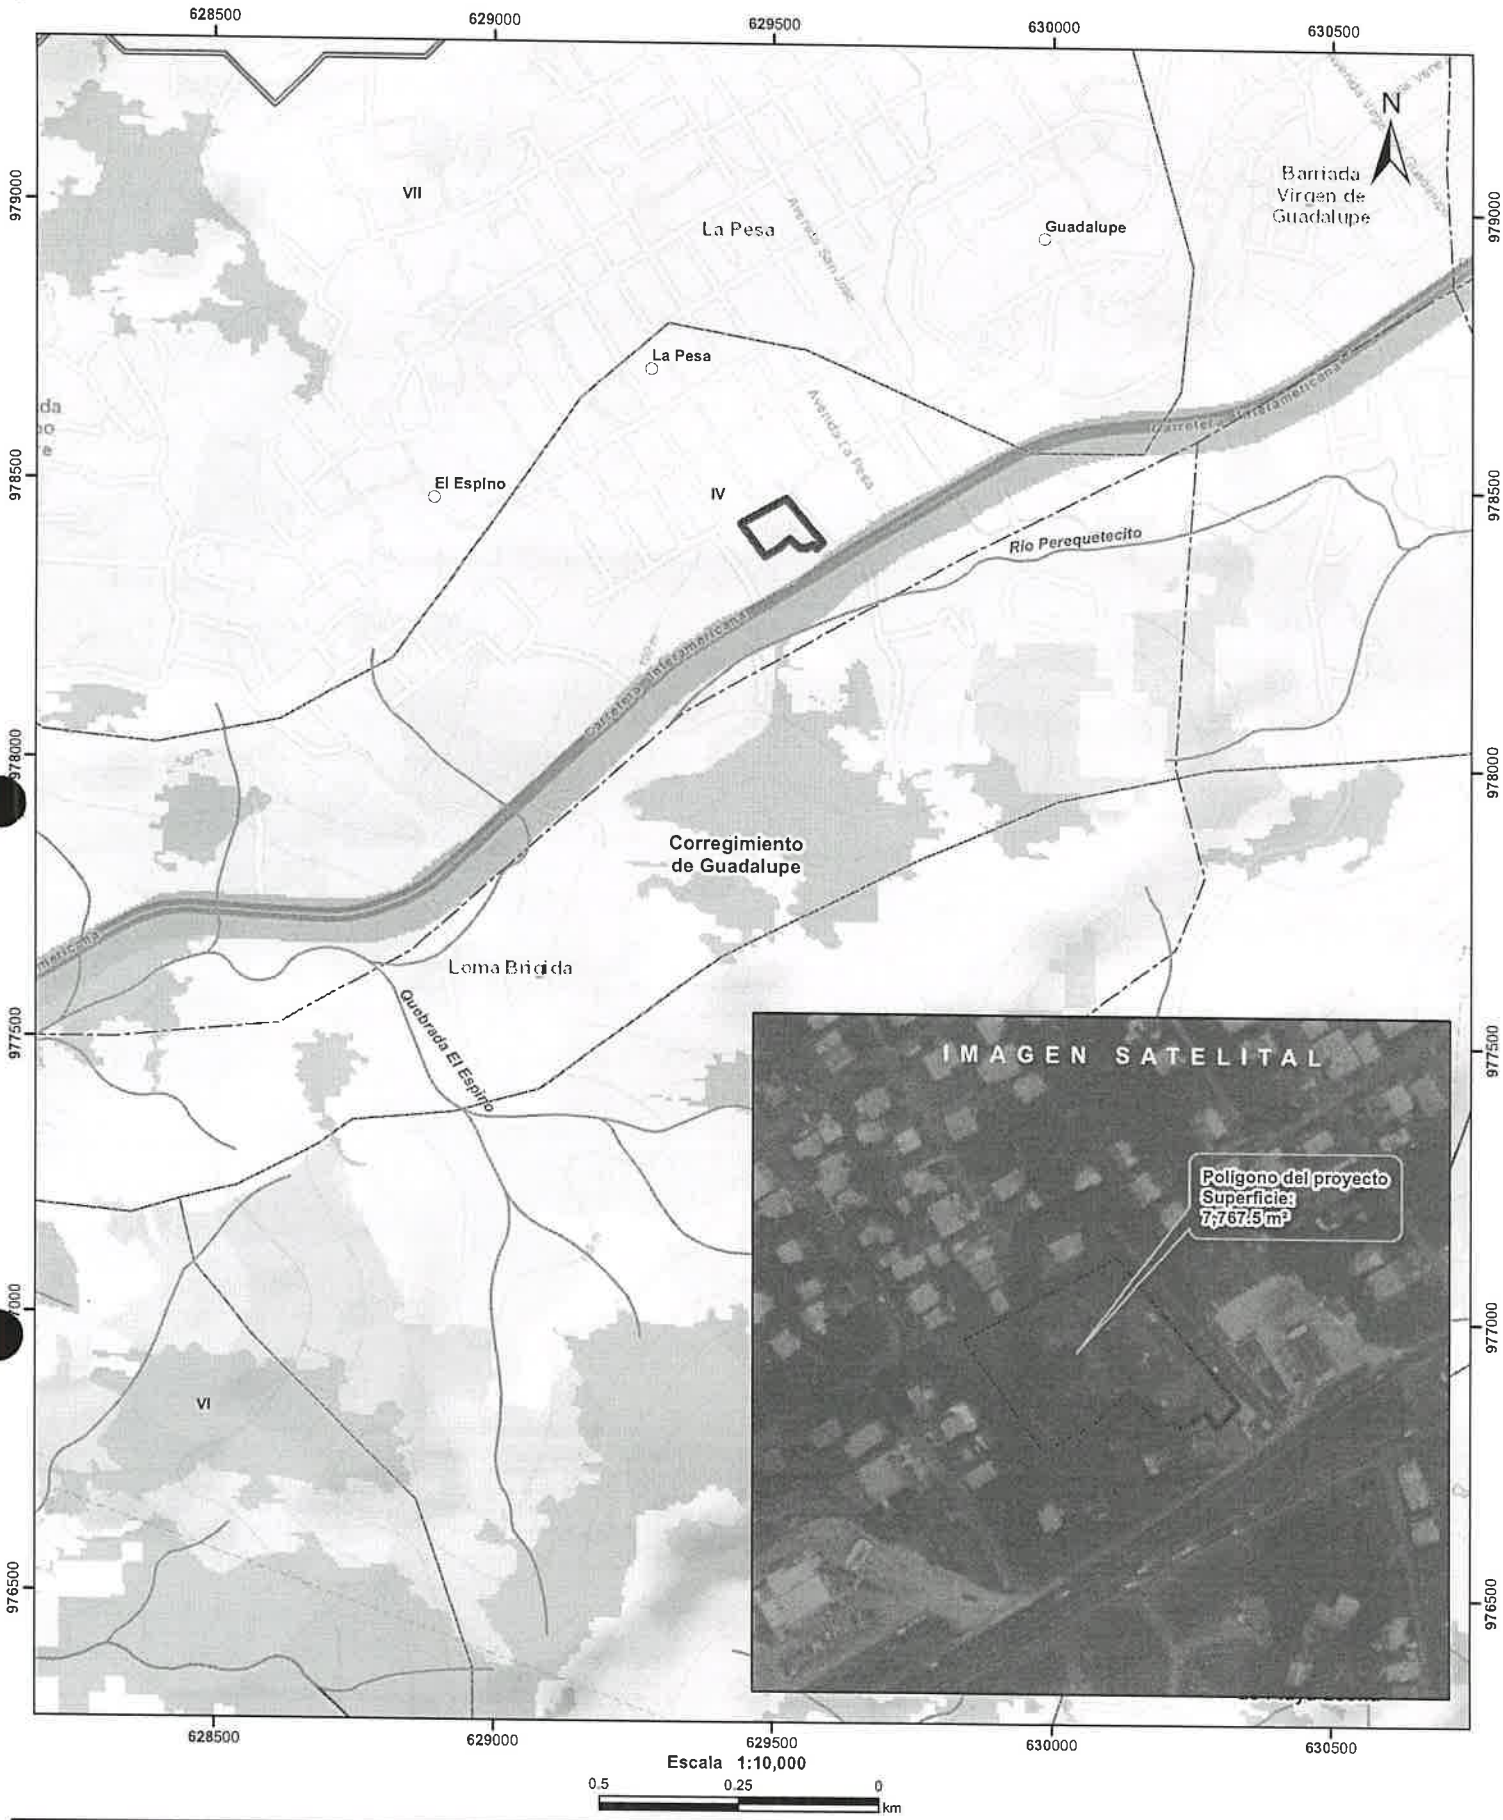 628500
629000
629500
630000
630500
N
979000
979000
VII
La Pesa
Avenida San José
Guadalupe
Barriada
Virgen de
Guadalupe
La Pesa
Avenida La Pesa
Carretera Interamericana
978500
978500
El Espino
IV
Río Perequetecito
Carretera Interamericana
978000
978000
Corregimiento
de Guadalupe
Loma Brígida
Quebrada El Espino
977500
977500
IMAGEN SATELITAL
Polígono del proyecto
Superficie:
7,767.5 m²
977000
VI
976500
976500
628500
629000
629500
630000
630500
Escala 1:10,000
0.5
0.25
0
km